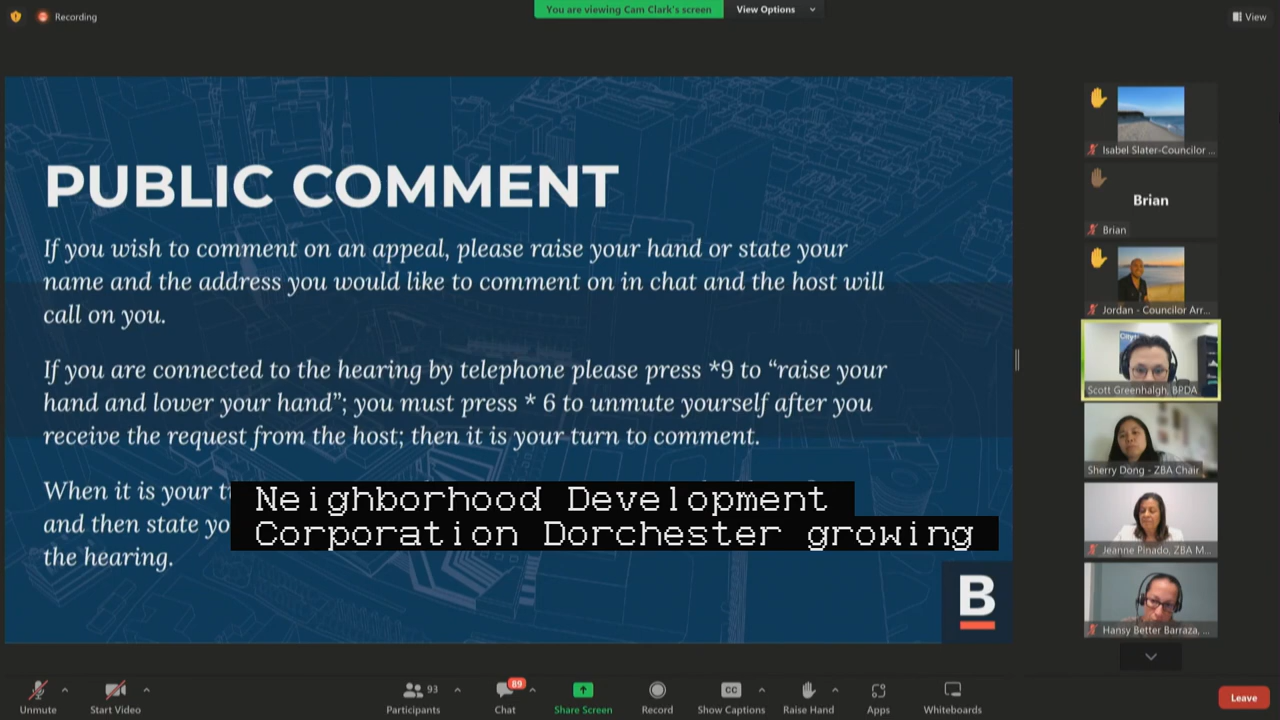 Recording
You are viewing Cam Clark's screen
View Options
View
PUBLIC COMMENT
If you wish to comment on an appeal, please raise your hand or state your
name and the address you would like to comment on in chat and the host will
call on you.
If you are connected to the hearing by telephone please press *9 to “raise your
hand and lower your hand”; you must press * 6 to unmute yourself after you
receive the request from the host; then it is your turn to comment.
When it is your
and then state
the hearing.
Neighborhood Development
Corporation Dorchester growing
B
Isabel Slater-Councilor ...
Brian
Brian
Jordan - Councilor Arr...
City
Scott Greenhalgh, BPDA
Sherry Dong - ZBA Chair
Jeanne Pinado, ZBA M...
Hansy Better Barraza, ...
Unmute
Start Video
93
Participants
89
Chat
Share Screen
Record
CC
Show Captions
Raise Hand
Apps
Whiteboards
Leave